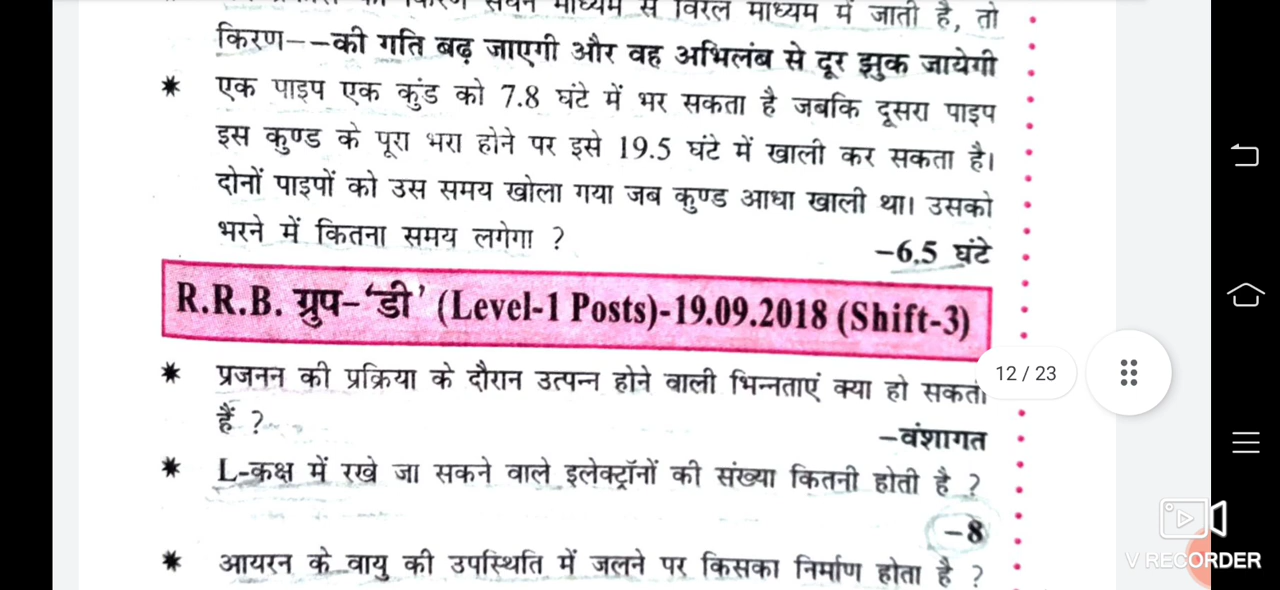 माध्यम से विरल माध्यम में जाती है, तो
किरण--की गति बढ़ जाएगी और वह अभिलंब से दूर झुक जायेगी
* एक पाइप एक कुंड को 7.8 घंटे में भर सकता है जबकि दूसरा पाइप
इस कुण्ड के पूरा भरा होने पर इसे 19.5 घंटे में खाली कर सकता है।
दोनों पाइपों को उस समय खोला गया जब कुण्ड आधा खाली था। उसको
भरने में कितना समय लगेगा ?
-6.5 घंटे
R.R.B. ग्रुप-‘डी’ (Level-1 Posts)-19.09.2018 (Shift-3)
* प्रजनन की प्रक्रिया के दौरान उत्पन्न होने वाली भिन्नताएं क्या हो सकती
12 / 23
हैं ?
-वंशागत
* L-कक्ष में रखे जा सकने वाले इलेक्ट्रॉनों की संख्या कितनी होती है ?
-8
* आयरन के वायु की उपस्थिति में जलने पर किसका निर्माण होता है ?
V RECORDER